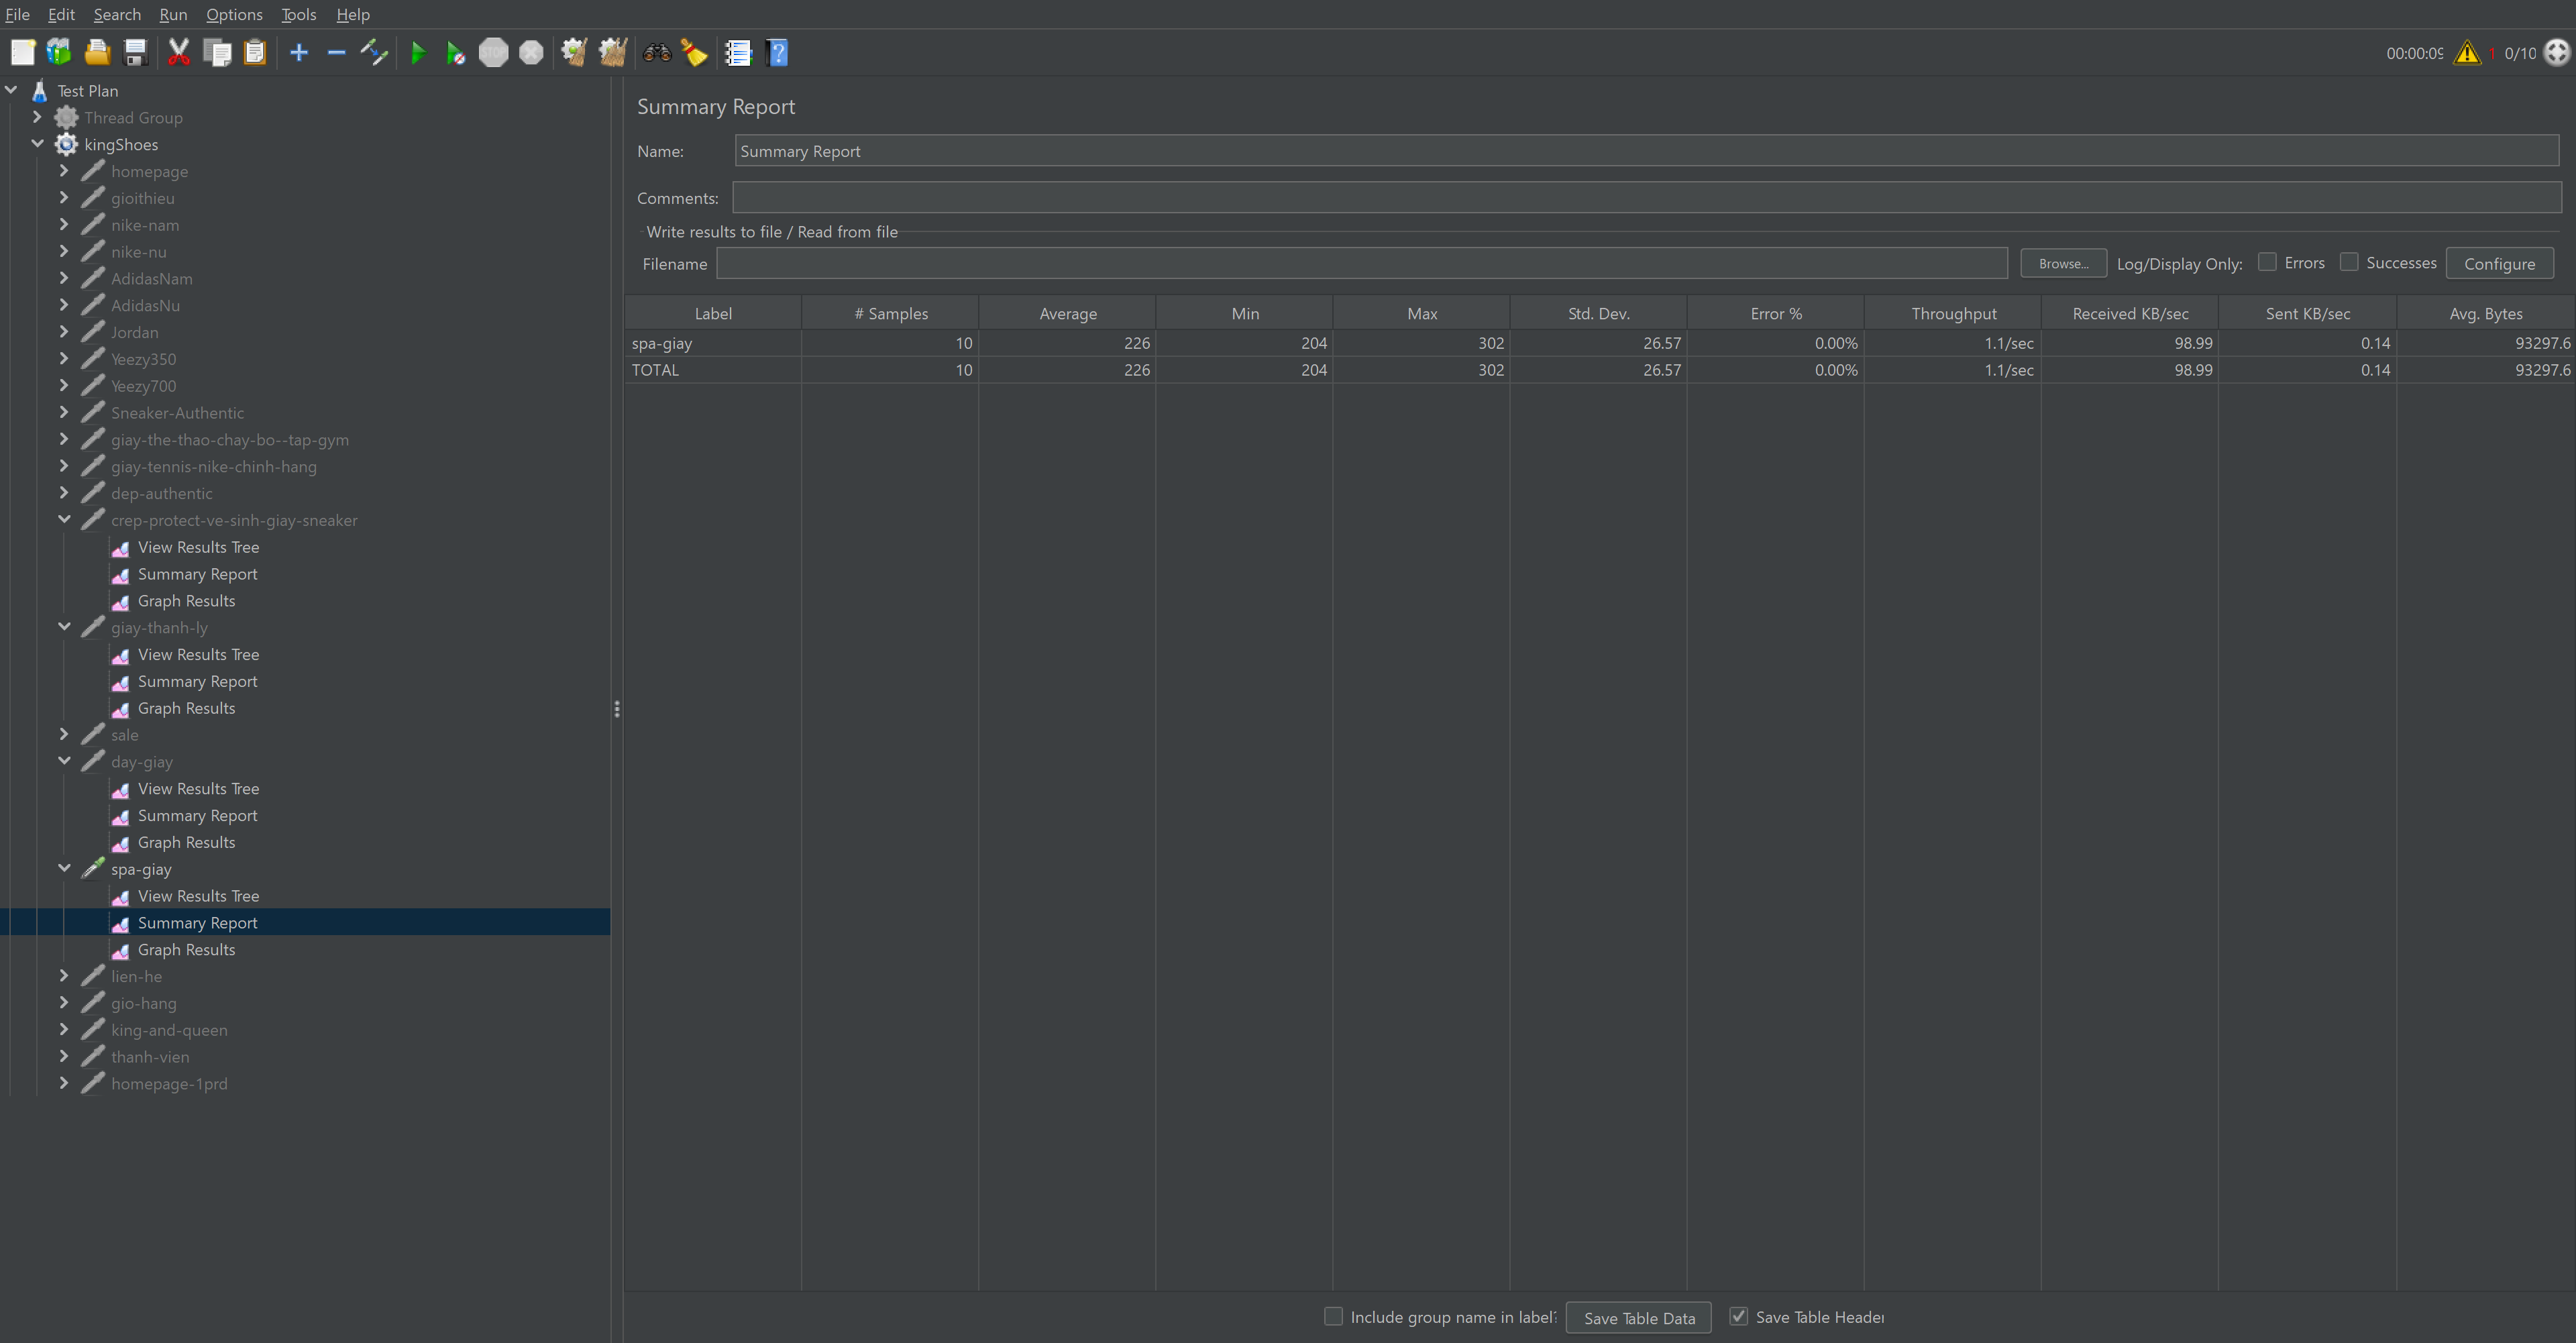 File Edit Search Run Options Tools Help
00:00:09 1 0/10
Test Plan
Thread Group
kingShoes
homepage
gioithieu
nike-nam
nike-nu
AdidasNam
AdidasNu
Jordan
Yeezy350
Yeezy700
Sneaker-Authentic
giay-the-thao-chay-bo--tap-gym
giay-tennis-nike-chinh-hang
dep-authentic
crep-protect-ve-sinh-giay-sneaker
View Results Tree
Summary Report
Graph Results
giay-thanh-ly
View Results Tree
Summary Report
Graph Results
sale
day-giay
View Results Tree
Summary Report
Graph Results
spa-giay
View Results Tree
Summary Report
Graph Results
lien-he
gio-hang
king-and-queen
thanh-vien
homepage-1prd
Summary Report
Name: Summary Report
Comments:
Write results to file / Read from file
Filename Browse... Log/Display Only: Errors Successes Configure
Label # Samples Average Min Max Std. Dev. Error % Throughput Received KB/sec Sent KB/sec Avg. Bytes
spa-giay 10 226 204 302 26.57 0.00% 1.1/sec 98.99 0.14 93297.6
TOTAL 10 226 204 302 26.57 0.00% 1.1/sec 98.99 0.14 93297.6
Include group name in label? Save Table Data Save Table Header